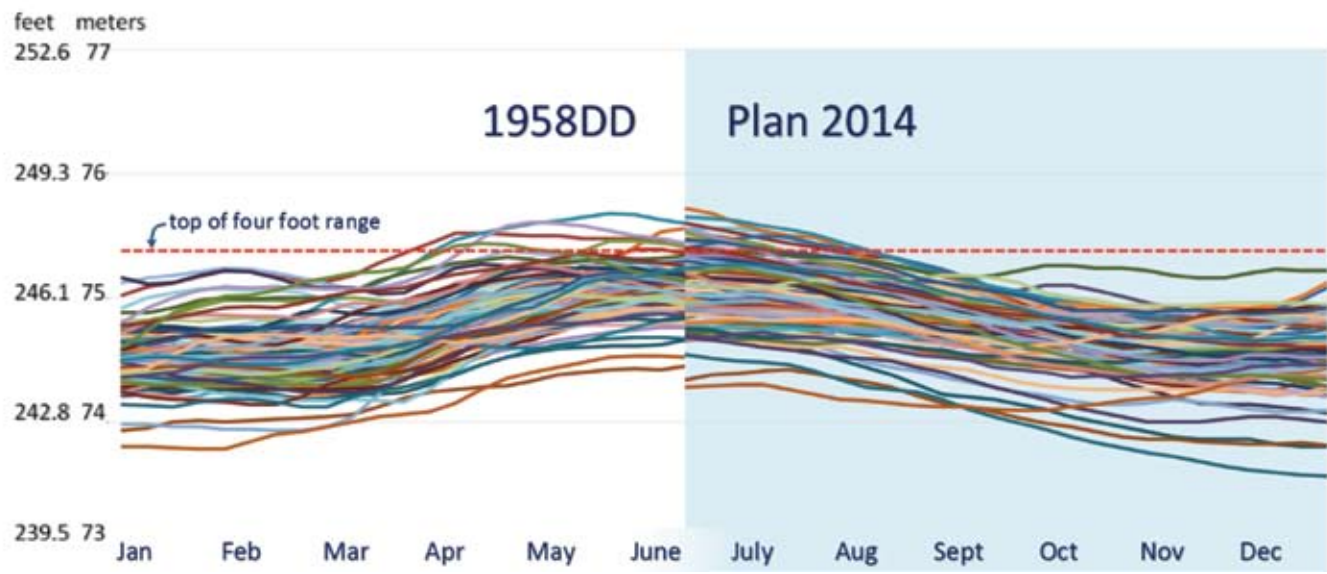 feet meters
252.6 77
1958DD Plan 2014
249.3 76
top of four foot range
246.1 75
242.8 74
239.5 73
Jan Feb Mar Apr May June July Aug Sept Oct Nov Dec